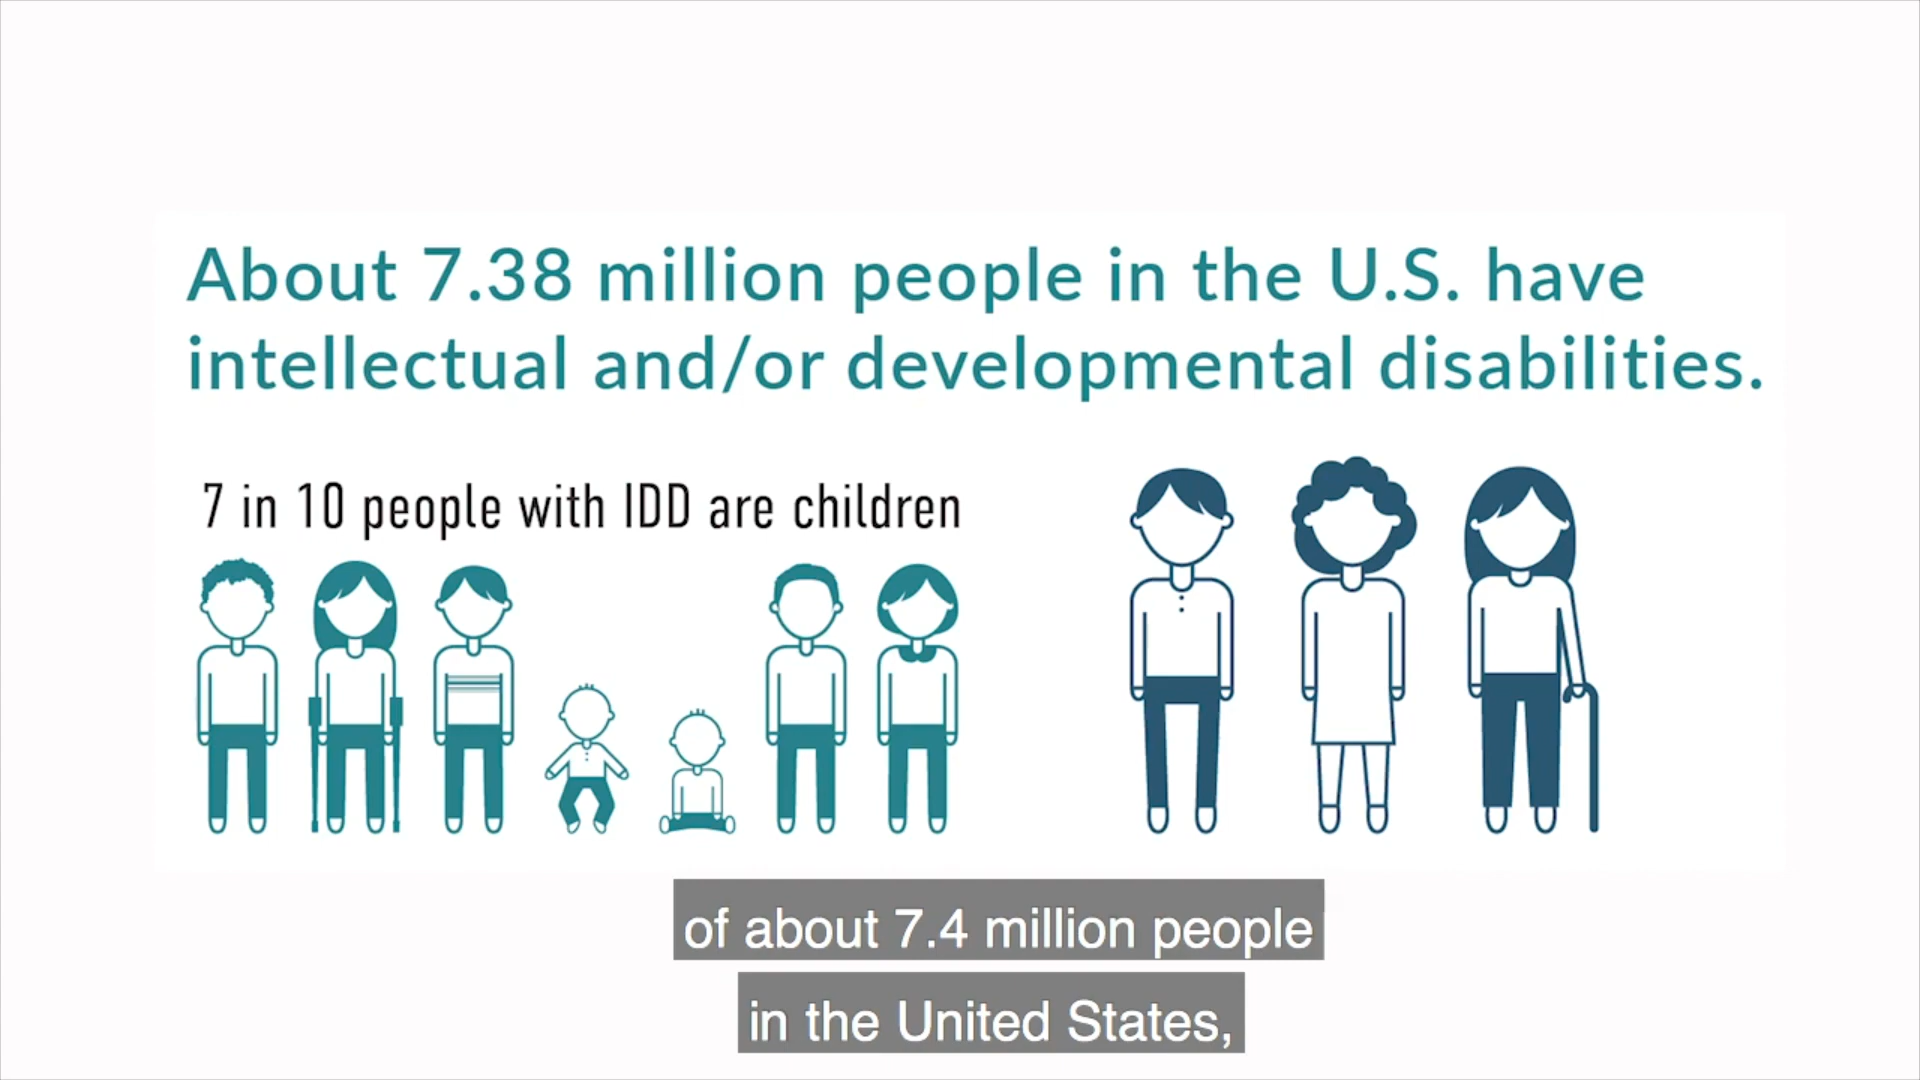 About 7.38 million people in the U.S. have
intellectual and/or developmental disabilities.
7 in 10 people with IDD are children
of about 7.4 million people
in the United States,